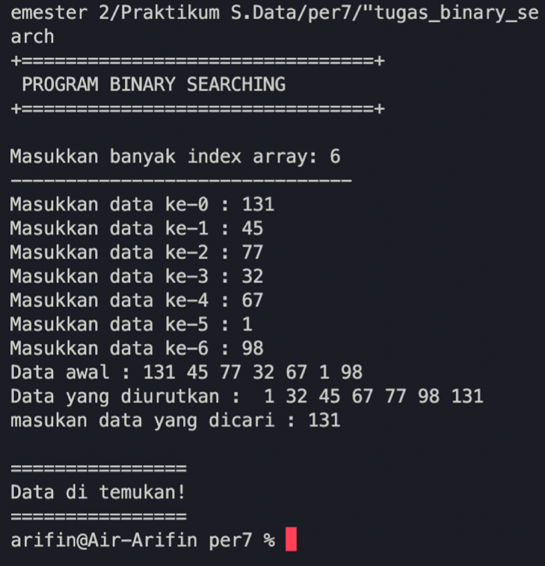 emester 2/Praktikum S.Data/per7/"tugas_binary_se
arch
+================================+
 PROGRAM BINARY SEARCHING
+================================+
Masukkan banyak index array: 6
-------------------------------
Masukkan data ke-0 : 131
Masukkan data ke-1 : 45
Masukkan data ke-2 : 77
Masukkan data ke-3 : 32
Masukkan data ke-4 : 67
Masukkan data ke-5 : 1
Masukkan data ke-6 : 98
Data awal : 131 45 77 32 67 1 98
Data yang diurutkan :  1 32 45 67 77 98 131
masukan data yang dicari : 131
================
Data di temukan!
================
arifin@Air-Arifin per7 %